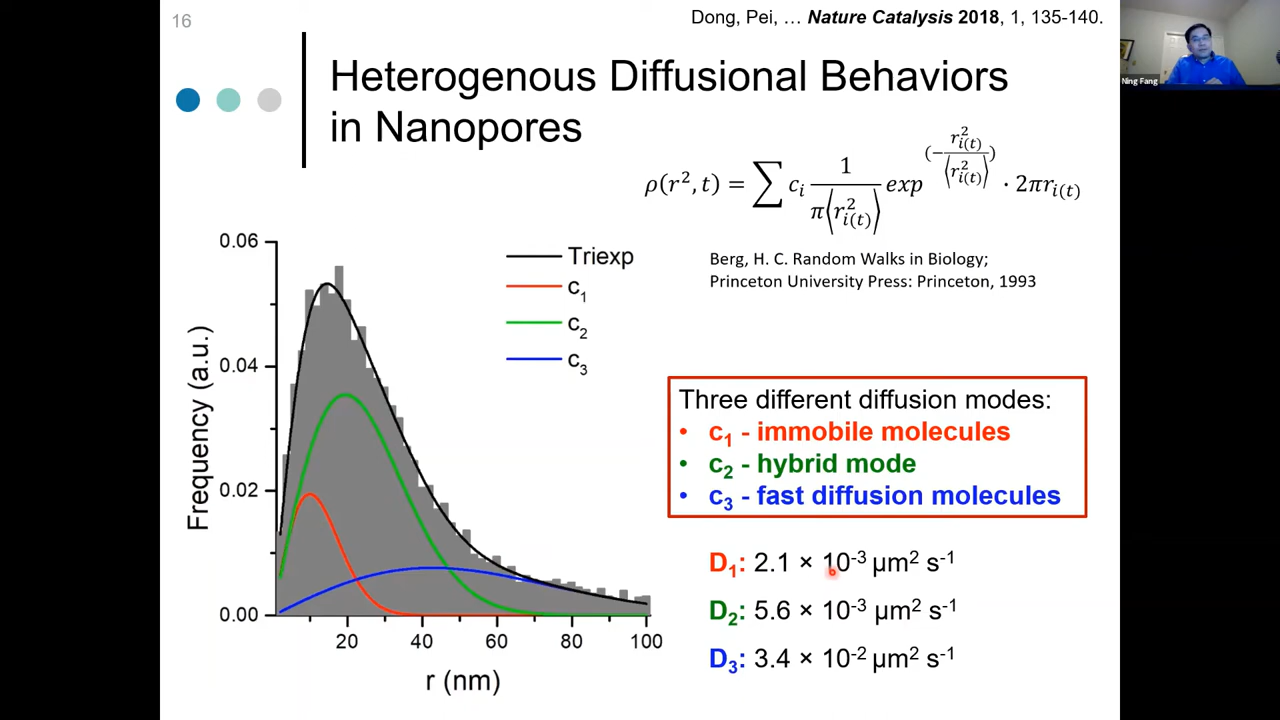 16
Dong, Pei, … Nature Catalysis 2018, 1, 135-140.
Ning Fang
Heterogenous Diffusional Behaviors
in Nanopores
ρ(r², t) = ∑ cᵢ 1/(π⟨r²ᵢ₍ₜ₎⟩) exp^(−r²ᵢ₍ₜ₎/⟨r²ᵢ₍ₜ₎⟩) · 2πrᵢ₍ₜ₎
Berg, H. C. Random Walks in Biology;
Princeton University Press: Princeton, 1993
0.06
0.04
0.02
0.00
Frequency (a.u.)
Triexp
c₁
c₂
c₃
20 40 60 80 100
r (nm)
Three different diffusion modes:
• c₁ - immobile molecules
• c₂ - hybrid mode
• c₃ - fast diffusion molecules
D₁: 2.1 × 10⁻³ μm² s⁻¹
D₂: 5.6 × 10⁻³ μm² s⁻¹
D₃: 3.4 × 10⁻² μm² s⁻¹